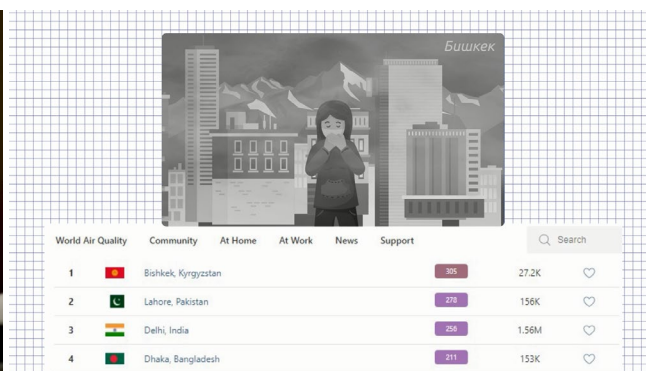 Бишкек
World Air Quality Community At Home At Work News Support Search
1 Bishkek, Kyrgyzstan 305 27.2K
2 Lahore, Pakistan 278 156K
3 Delhi, India 256 1.56M
4 Dhaka, Bangladesh 211 153K